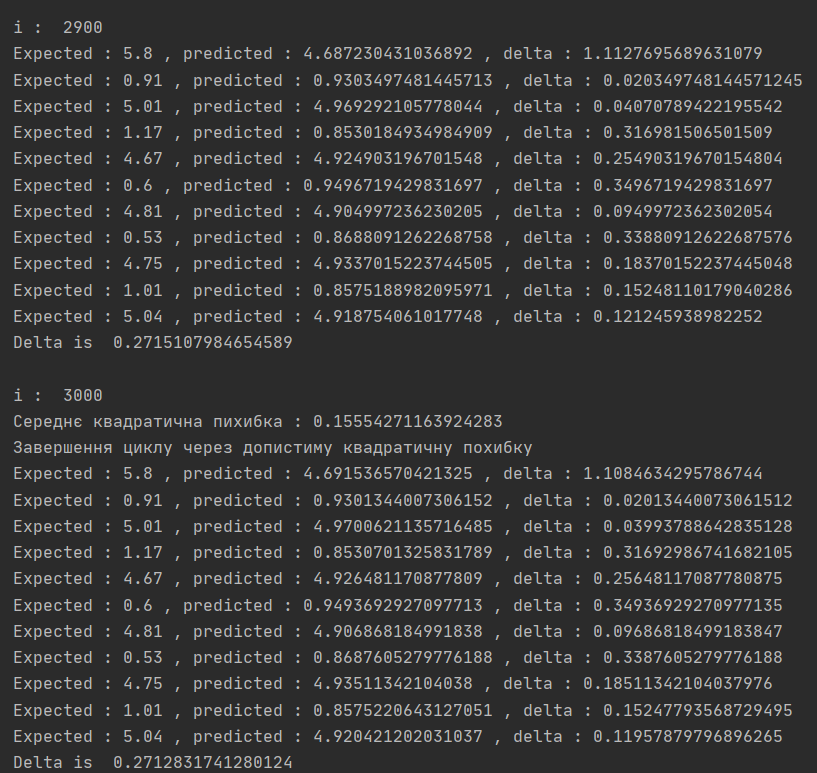 i :  2900
Expected : 5.8 , predicted : 4.687230431036892 , delta : 1.1127695689631079
Expected : 0.91 , predicted : 0.9303497481445713 , delta : 0.020349748144571245
Expected : 5.01 , predicted : 4.969292105778044 , delta : 0.04070789422195542
Expected : 1.17 , predicted : 0.8530184934984909 , delta : 0.316981506501509
Expected : 4.67 , predicted : 4.924903196701548 , delta : 0.25490319670154804
Expected : 0.6 , predicted : 0.9496719429831697 , delta : 0.3496719429831697
Expected : 4.81 , predicted : 4.904997236230205 , delta : 0.0949972362302054
Expected : 0.53 , predicted : 0.8688091262268758 , delta : 0.33880912622687576
Expected : 4.75 , predicted : 4.9337015223744505 , delta : 0.18370152237445048
Expected : 1.01 , predicted : 0.8575188982095971 , delta : 0.15248110179040286
Expected : 5.04 , predicted : 4.918754061017748 , delta : 0.121245938982252
Delta is  0.2715107984654589
i :  3000
Середнє квадратична пихибка : 0.15554271163924283
Завершення циклу через допистиму квадратичну похибку
Expected : 5.8 , predicted : 4.691536570421325 , delta : 1.1084634295786744
Expected : 0.91 , predicted : 0.9301344007306152 , delta : 0.02013440073061512
Expected : 5.01 , predicted : 4.9700621135716485 , delta : 0.03993788642835128
Expected : 1.17 , predicted : 0.8530701325831789 , delta : 0.31692986741682105
Expected : 4.67 , predicted : 4.926481170877809 , delta : 0.25648117087780875
Expected : 0.6 , predicted : 0.9493692927097713 , delta : 0.34936929270977135
Expected : 4.81 , predicted : 4.906868184991838 , delta : 0.09686818499183847
Expected : 0.53 , predicted : 0.8687605279776188 , delta : 0.3387605279776188
Expected : 4.75 , predicted : 4.93511342104038 , delta : 0.18511342104037976
Expected : 1.01 , predicted : 0.8575220643127051 , delta : 0.15247793568729495
Expected : 5.04 , predicted : 4.920421202031037 , delta : 0.11957879796896265
Delta is  0.2712831741280124